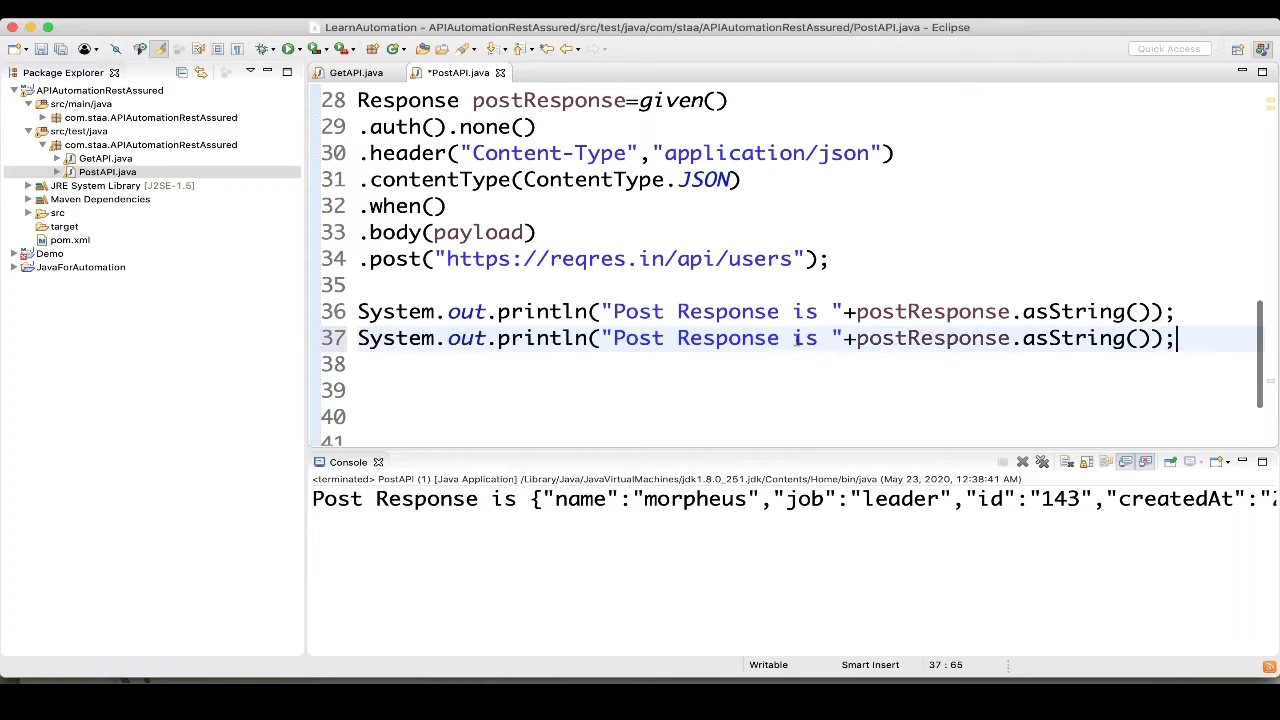 LearnAutomation - APIAutomationRestAssured/src/test/java/com/staa/APIAutomationRestAssured/PostAPI.java - Eclipse
Quick Access
Package Explorer
GetAPI.java
*PostAPI.java
APIAutomationRestAssured
src/main/java
com.staa.APIAutomationRestAssured
src/test/java
com.staa.APIAutomationRestAssured
GetAPI.java
PostAPI.java
JRE System Library [J2SE-1.5]
Maven Dependencies
src
target
pom.xml
Demo
JavaForAutomation
28 Response postResponse=given()
29 .auth().none()
30 .header("Content-Type","application/json")
31 .contentType(ContentType.JSON)
32 .when()
33 .body(payload)
34 .post("https://reqres.in/api/users");
35
36 System.out.println("Post Response is "+postResponse.asString());
37 System.out.println("Post Response is "+postResponse.asString());
38
39
40
41
Console
<terminated> PostAPI (1) [Java Application] /Library/Java/JavaVirtualMachines/jdk1.8.0_251.jdk/Contents/Home/bin/java (May 23, 2020, 12:38:41 AM)
Post Response is {"name":"morpheus","job":"leader","id":"143","createdAt":"
Writable
Smart Insert
37 : 65